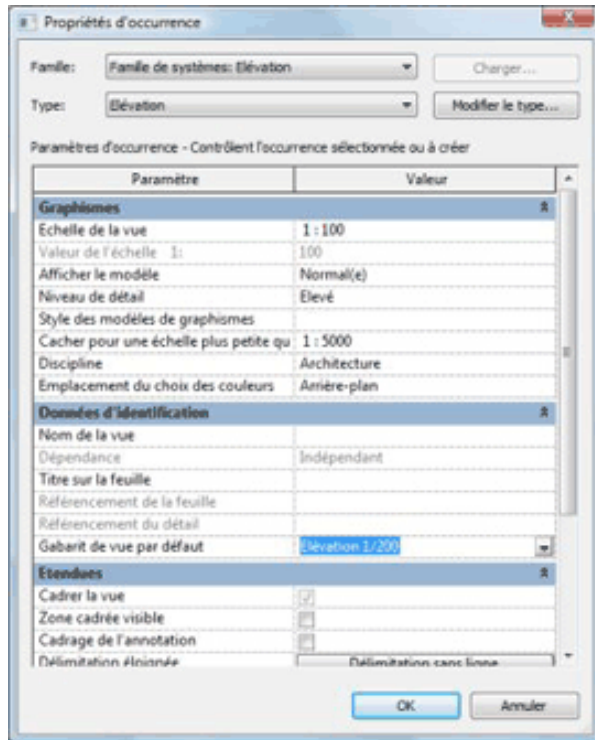 Propriétés d'occurrence
Famille: Famille de systèmes: Elévation Charger...
Type: Elévation Modifier le type...
Paramètres d'occurrence - Contrôlent l'occurrence sélectionnée ou à créer
Paramètre Valeur
Graphismes
Echelle de la vue 1 : 100
Valeur de l'échelle 1: 100
Afficher le modèle Normal(e)
Niveau de détail Elevé
Style des modèles de graphismes
Cacher pour une échelle plus petite qu 1 : 5000
Discipline Architecture
Emplacement du choix des couleurs Arrière-plan
Données d'identification
Nom de la vue
Dépendance Indépendant
Titre sur la feuille
Référencement de la feuille
Référencement du détail
Gabarit de vue par défaut Elévation 1/200
Etendues
Cadrer la vue
Zone cadrée visible
Cadrage de l'annotation
Délimitation éloignée Délimitation sans ligne
OK Annuler